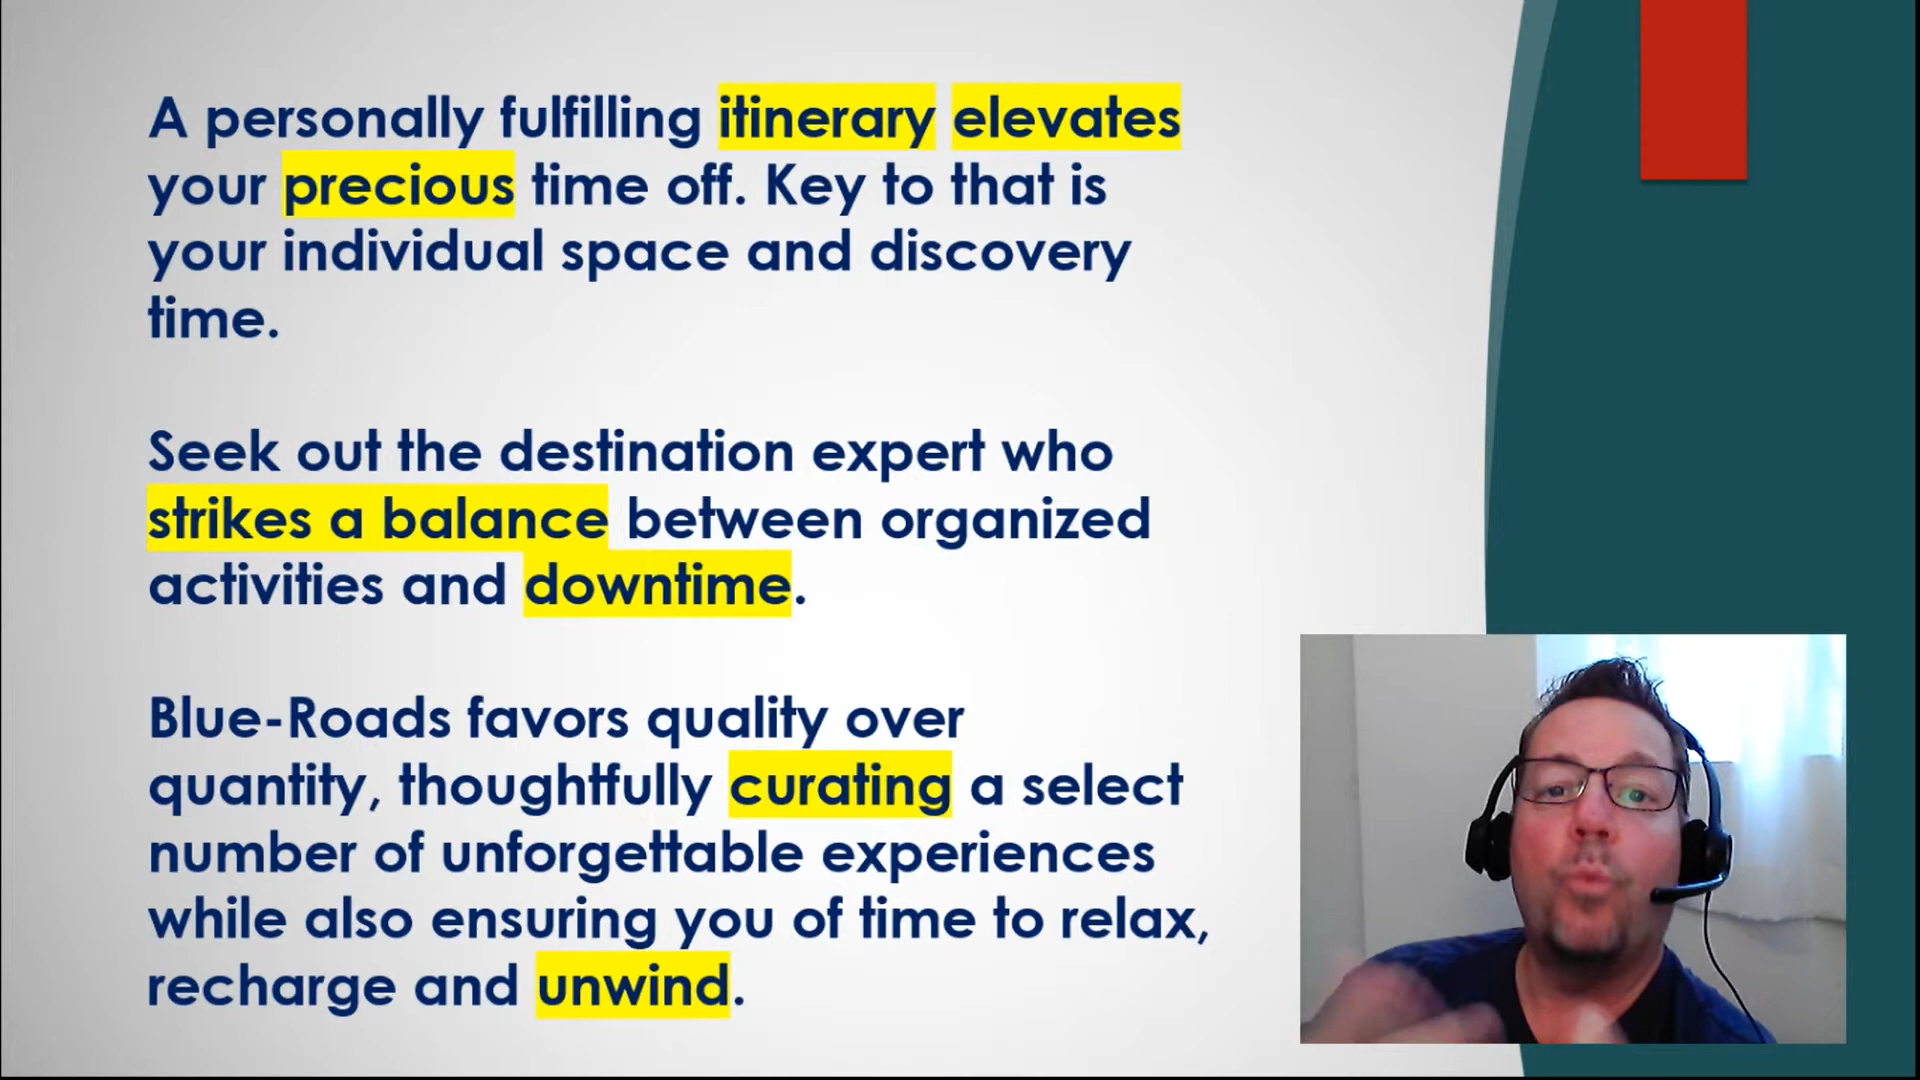 A personally fulfilling itinerary elevates
your precious time off. Key to that is
your individual space and discovery
time.
Seek out the destination expert who
strikes a balance between organized
activities and downtime.
Blue-Roads favors quality over
quantity, thoughtfully curating a select
number of unforgettable experiences
while also ensuring you of time to relax,
recharge and unwind.